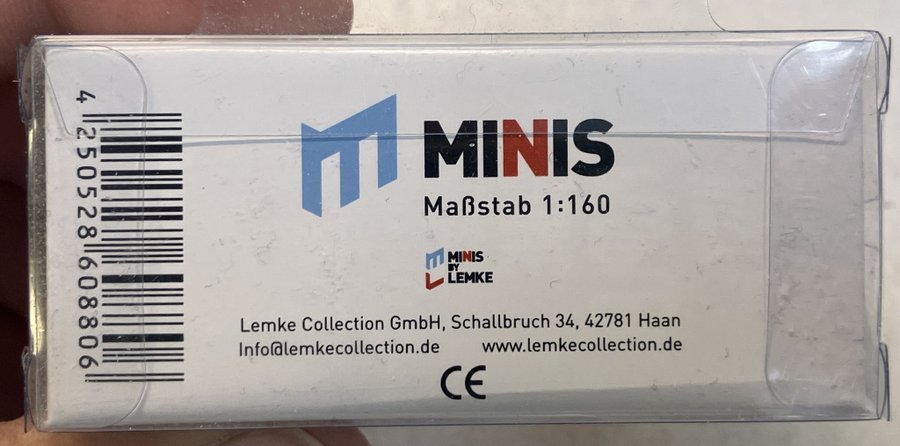 4 250528 608806
MINIS
Maßstab 1:160
MINIS
BY
LEMKE
Lemke Collection GmbH, Schallbruch 34, 42781 Haan
Info@lemkecollection.de www.lemkecollection.de
CE